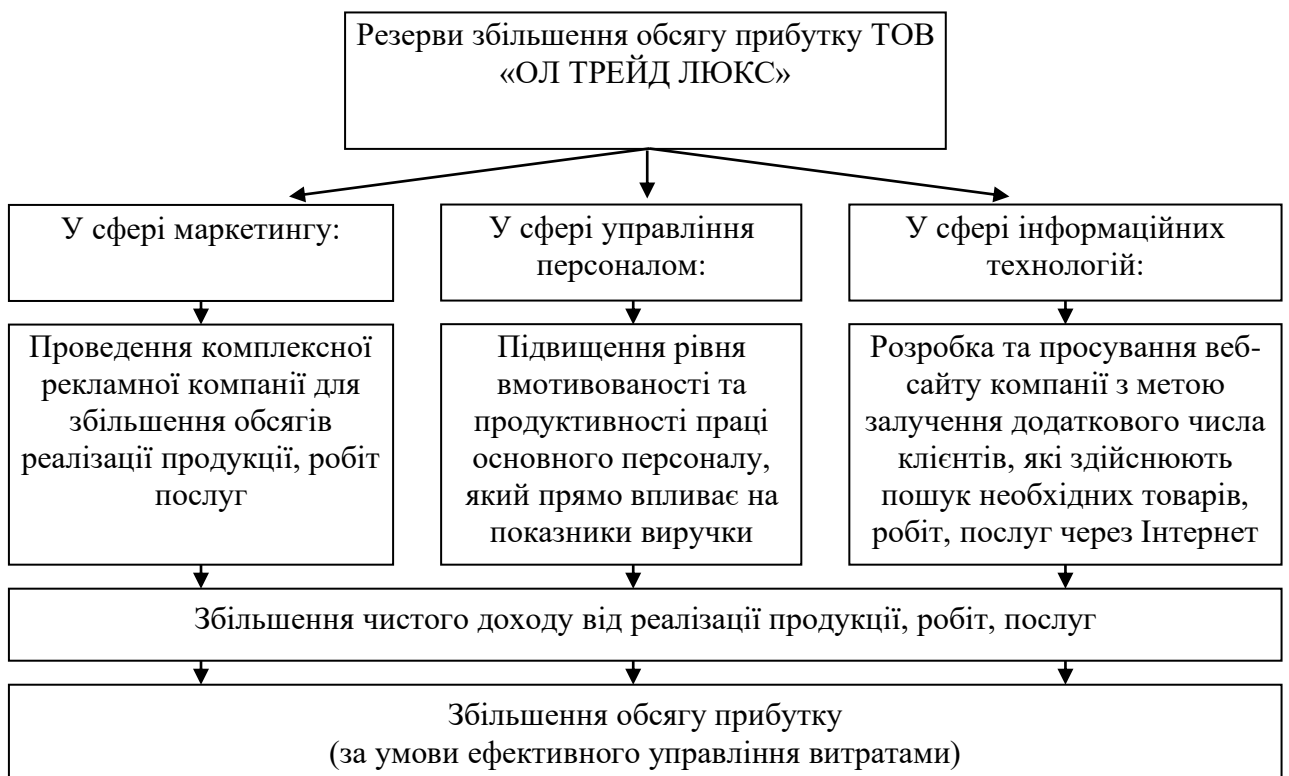 Резерви збільшення обсягу прибутку ТОВ
«ОЛ ТРЕЙД ЛЮКС»
У сфері маркетингу:
У сфері управління
персоналом:
У сфері інформаційних
технологій:
Проведення комплексної
рекламної компанії для
збільшення обсягів
реалізації продукції, робіт
послуг
Підвищення рівня
вмотивованості та
продуктивності праці
основного персоналу,
який прямо впливає на
показники виручки
Розробка та просування веб-
сайту компанії з метою
залучення додаткового числа
клієнтів, які здійснюють
пошук необхідних товарів,
робіт, послуг через Інтернет
Збільшення чистого доходу від реалізації продукції, робіт, послуг
Збільшення обсягу прибутку
(за умови ефективного управління витратами)